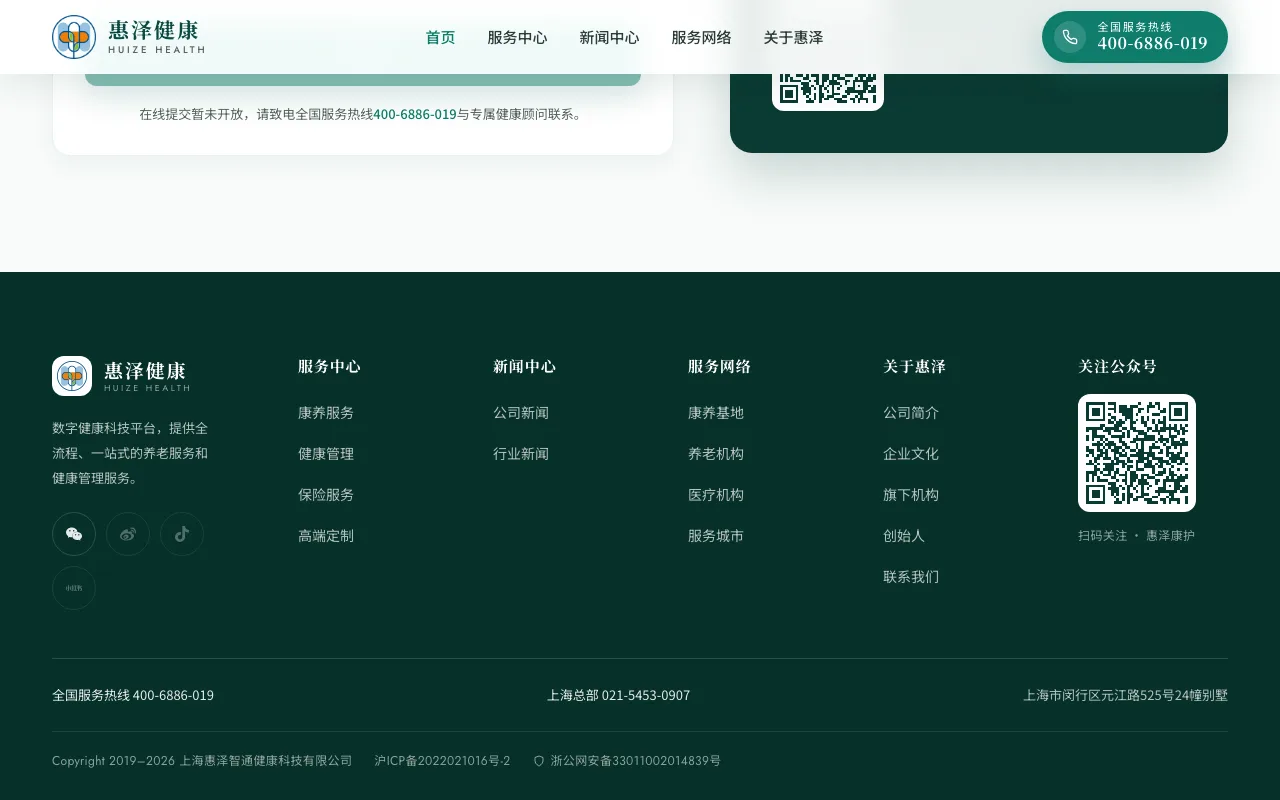 惠泽健康
HUIZE HEALTH
首页
服务中心
新闻中心
服务网络
关于惠泽
全国服务热线
400-6886-019
在线提交暂未开放，请致电全国服务热线400-6886-019与专属健康顾问联系。
惠泽健康
HUIZE HEALTH
数字健康科技平台，提供全
流程、一站式的养老服务和
健康管理服务。
小红书
服务中心
康养服务
健康管理
保险服务
高端定制
新闻中心
公司新闻
行业新闻
服务网络
康养基地
养老机构
医疗机构
服务城市
关于惠泽
公司简介
企业文化
旗下机构
创始人
联系我们
关注公众号
扫码关注 · 惠泽康护
全国服务热线 400-6886-019
上海总部 021-5453-0907
上海市闵行区元江路525号24幢别墅
Copyright 2019–2026 上海惠泽智通健康科技有限公司
沪ICP备2022021016号-2
浙公网安备33011002014839号